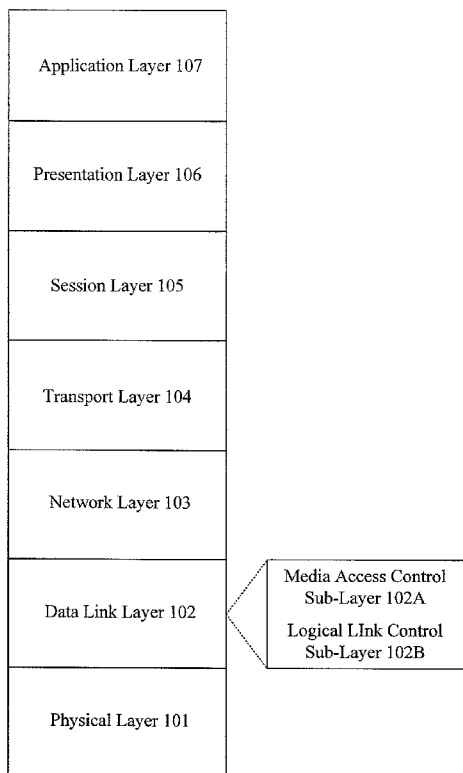 Application Layer 107
Presentation Layer 106
Session Layer 105
Transport Layer 104
Network Layer 103
Data Link Layer 102
Media Access Control
Sub-Layer 102A
Logical LInk Control
Sub-Layer 102B
Physical Layer 101